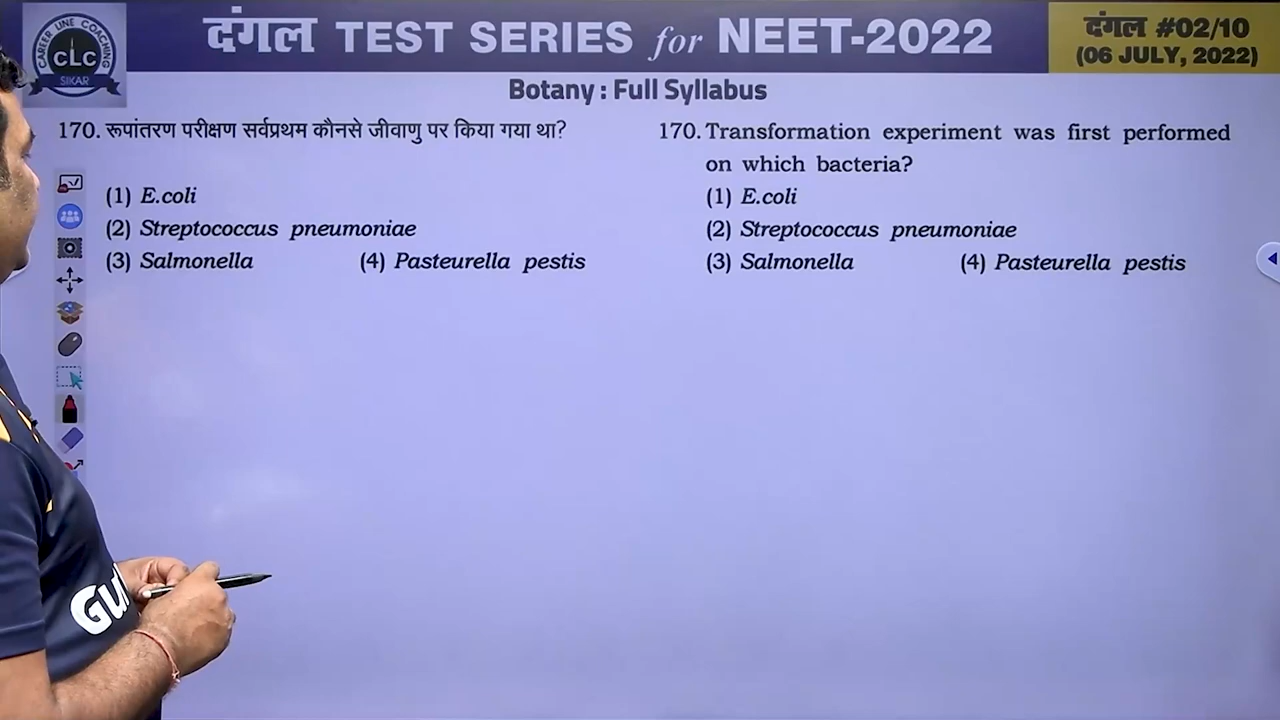 CAREER LINE COACHING
CLC
SIKAR
दंगल TEST SERIES for NEET-2022
दंगल #02/10
(06 JULY, 2022)
Botany : Full Syllabus
170. रूपांतरण परीक्षण सर्वप्रथम कौनसे जीवाणु पर किया गया था?
(1) E.coli
(2) Streptococcus pneumoniae
(3) Salmonella (4) Pasteurella pestis
170. Transformation experiment was first performed
on which bacteria?
(1) E.coli
(2) Streptococcus pneumoniae
(3) Salmonella (4) Pasteurella pestis